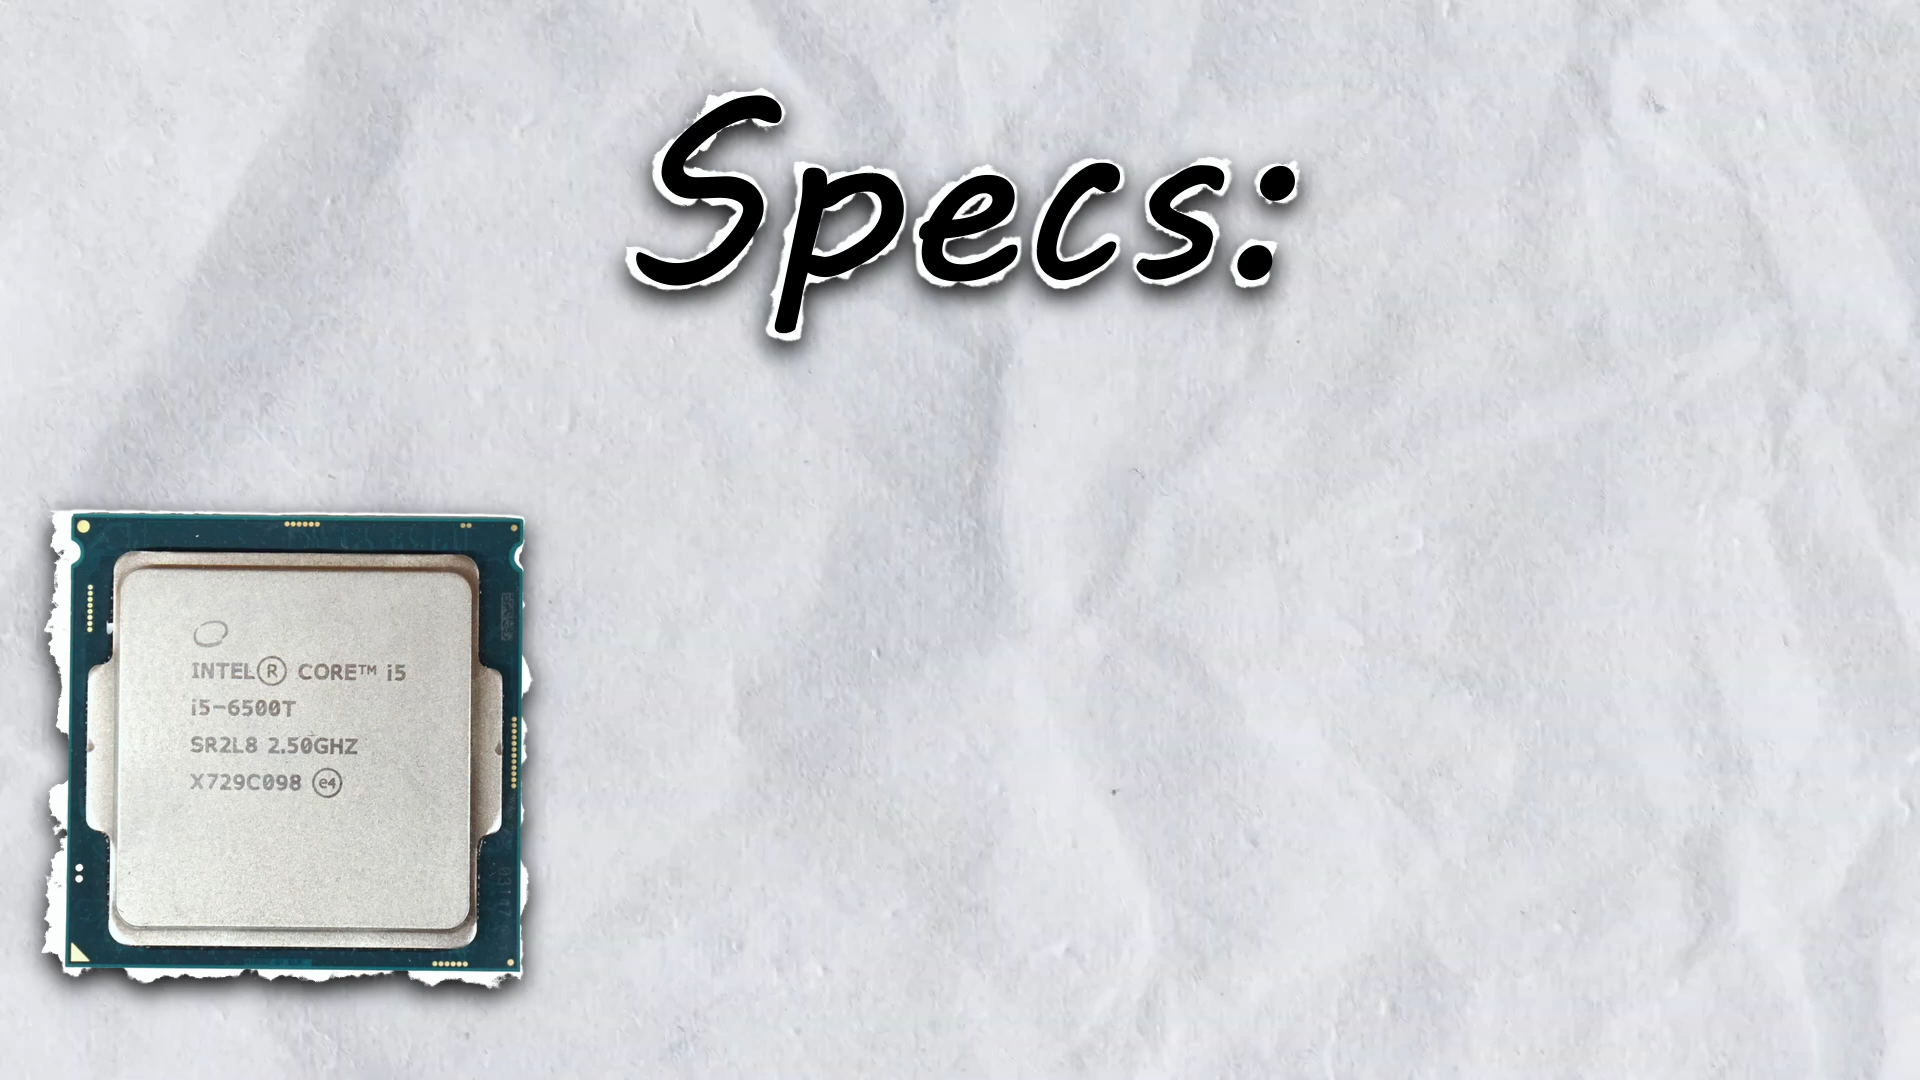 Specs:
INTEL® CORE™ i5
i5-6500T
SR2L8 2.50GHZ
X729C098 e4